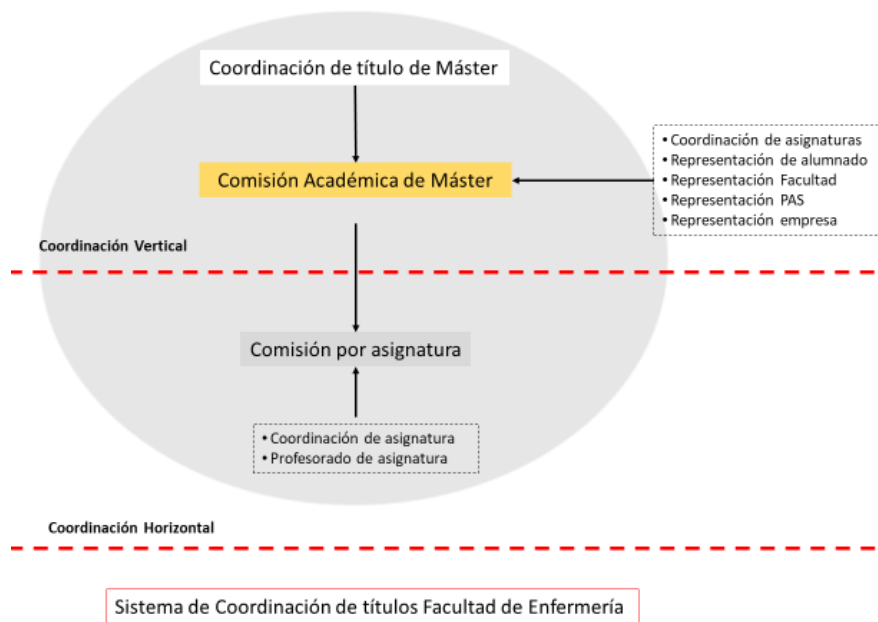 Coordinación de título de Máster
Comisión Académica de Máster
• Coordinación de asignaturas
• Representación de alumnado
• Representación Facultad
• Representación PAS
• Representación empresa
Coordinación Vertical
Comisión por asignatura
• Coordinación de asignatura
• Profesorado de asignatura
Coordinación Horizontal
Sistema de Coordinación de títulos Facultad de Enfermería